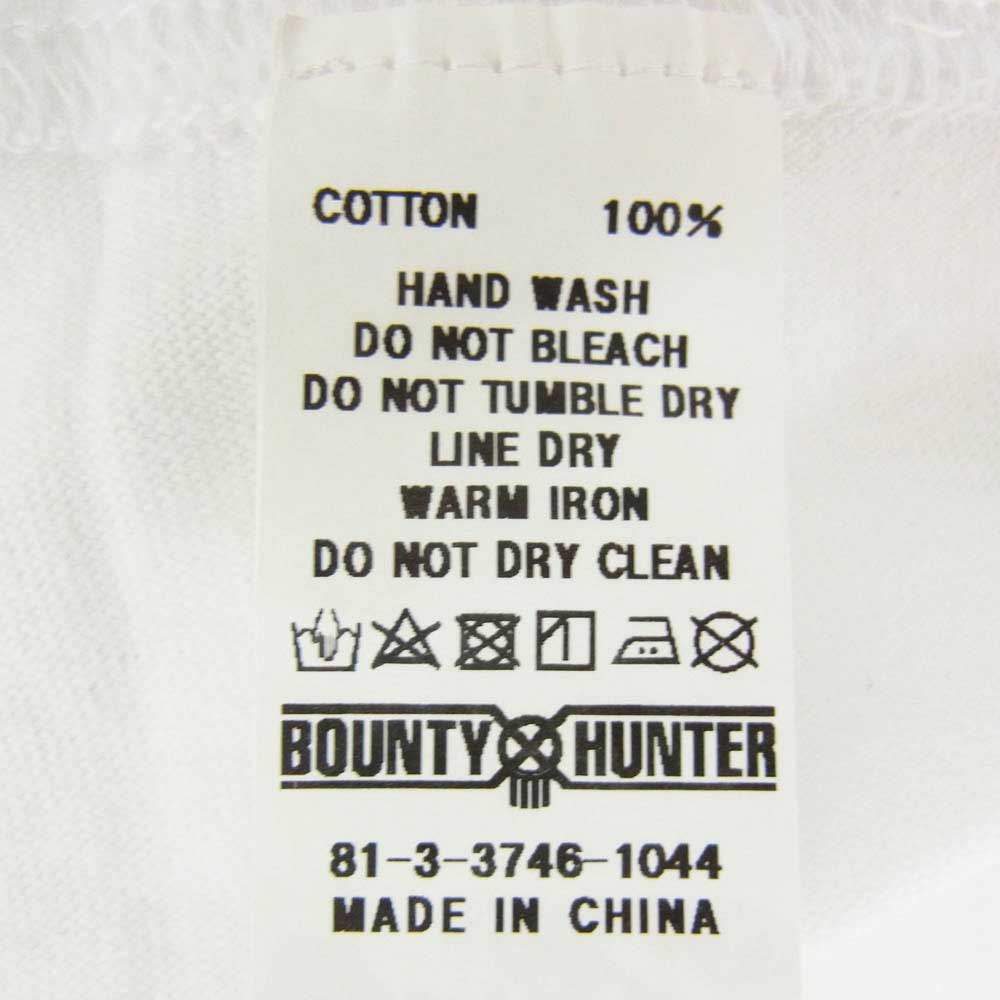 COTTON 100%
HAND WASH
DO NOT BLEACH
DO NOT TUMBLE DRY
LINE DRY
WARM IRON
DO NOT DRY CLEAN
BOUNTY HUNTER
81-3-3746-1044
MADE IN CHINA